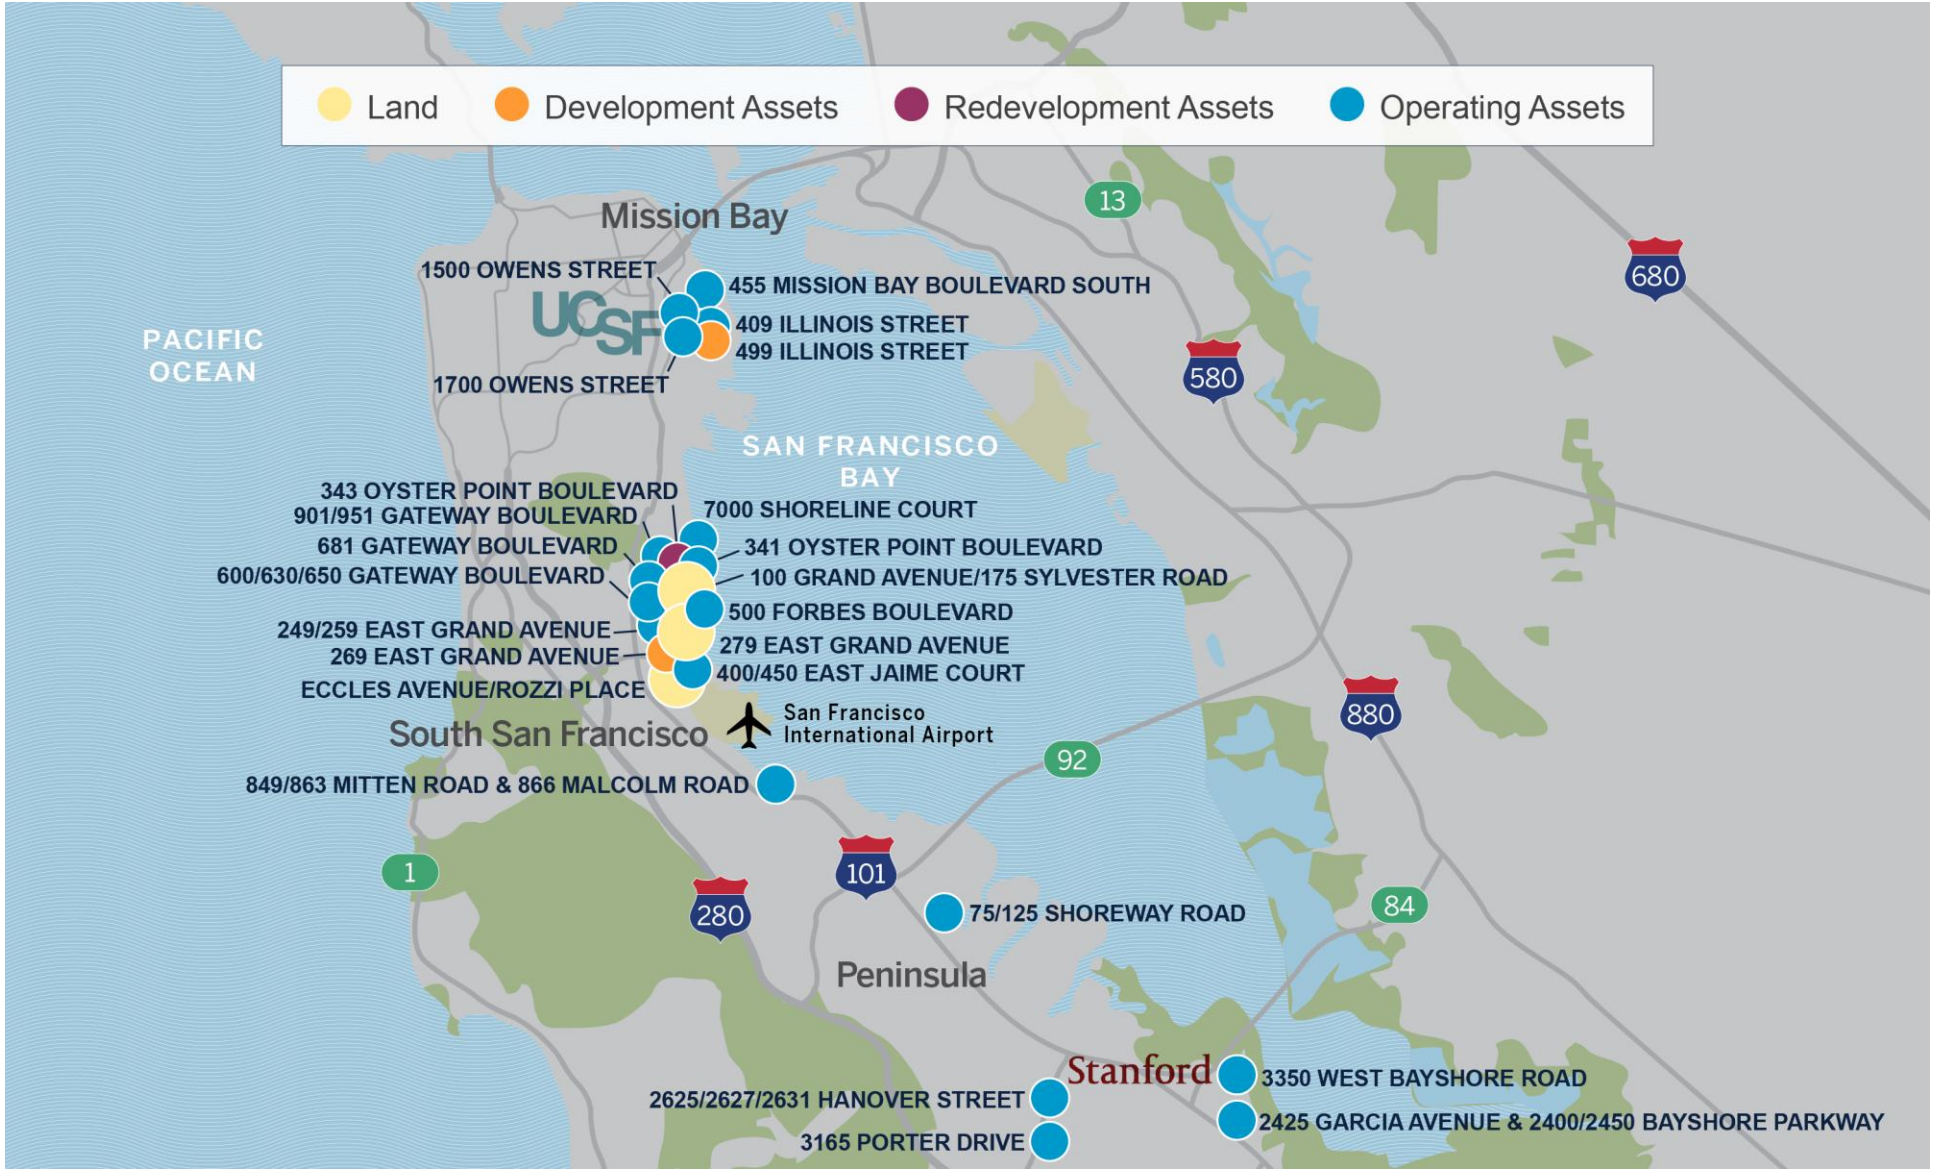 Land
Development Assets
Redevelopment Assets
Operating Assets
13
Mission Bay
680
1500 OWENS STREET
455 MISSION BAY BOULEVARD SOUTH
UCSF
409 ILLINOIS STREET
PACIFIC
OCEAN
499 ILLINOIS STREET
580
1700 OWENS STREET
SAN FRANCISCO
BAY
343 OYSTER POINT BOULEVARD
7000 SHORELINE COURT
901/951 GATEWAY BOULEVARD
681 GATEWAY BOULEVARD
341 OYSTER POINT BOULEVARD
600/630/650 GATEWAY BOULEVARD
100 GRAND AVENUE/175 SYLVESTER ROAD
500 FORBES BOULEVARD
249/259 EAST GRAND AVENUE
279 EAST GRAND AVENUE
269 EAST GRAND AVENUE
400/450 EAST JAIME COURT
ECCLES AVENUE/ROZZI PLACE
San Francisco
International Airport
880
South San Francisco
92
849/863 MITTEN ROAD & 866 MALCOLM ROAD
1
101
280
75/125 SHOREWAY ROAD
84
Peninsula
Stanford
3350 WEST BAYSHORE ROAD
2625/2627/2631 HANOVER STREET
2425 GARCIA AVENUE & 2400/2450 BAYSHORE PARKWAY
3165 PORTER DRIVE